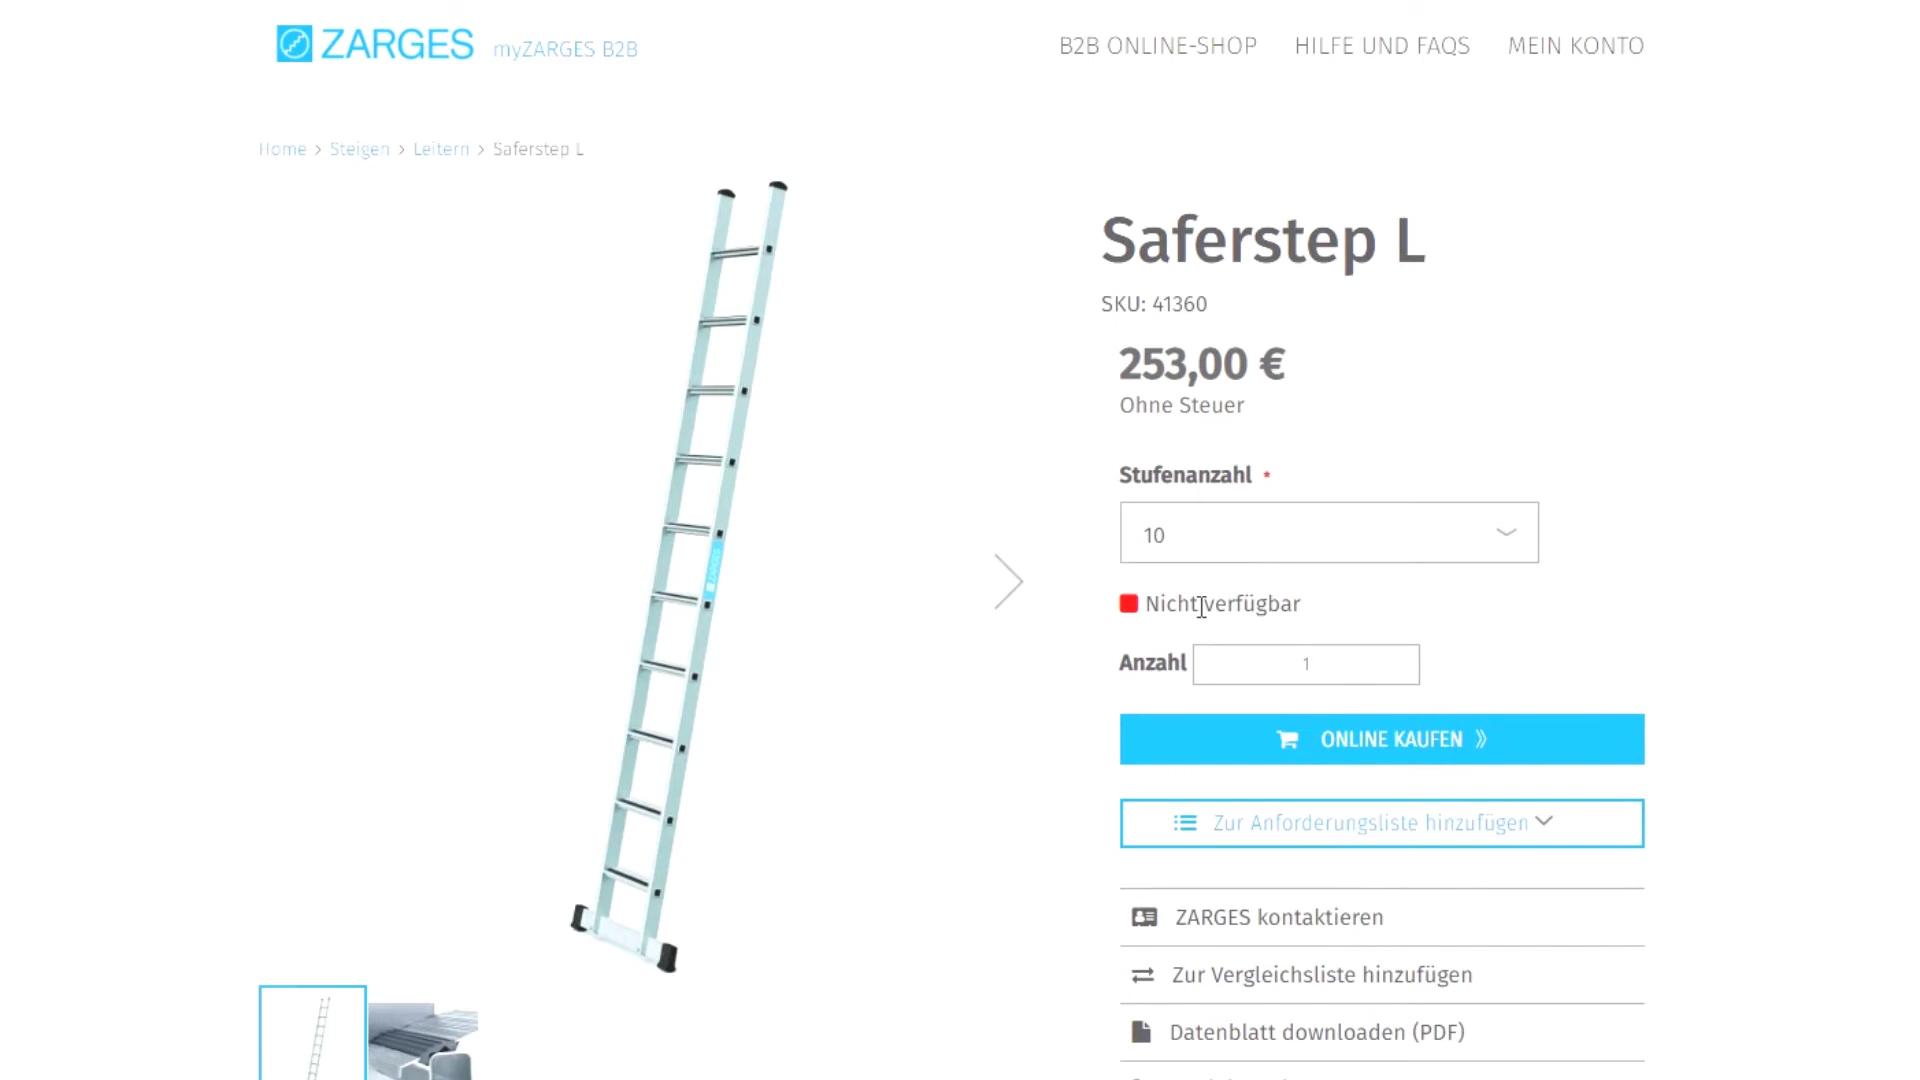 ZARGES myZARGES B2B
B2B ONLINE-SHOP HILFE UND FAQS MEIN KONTO
Home > Steigen > Leitern > Saferstep L
Saferstep L
SKU: 41360
253,00 €
Ohne Steuer
Stufenanzahl *
10
Nicht verfügbar
Anzahl 1
ONLINE KAUFEN
Zur Anforderungsliste hinzufügen
ZARGES kontaktieren
Zur Vergleichsliste hinzufügen
Datenblatt downloaden (PDF)
ZARGES